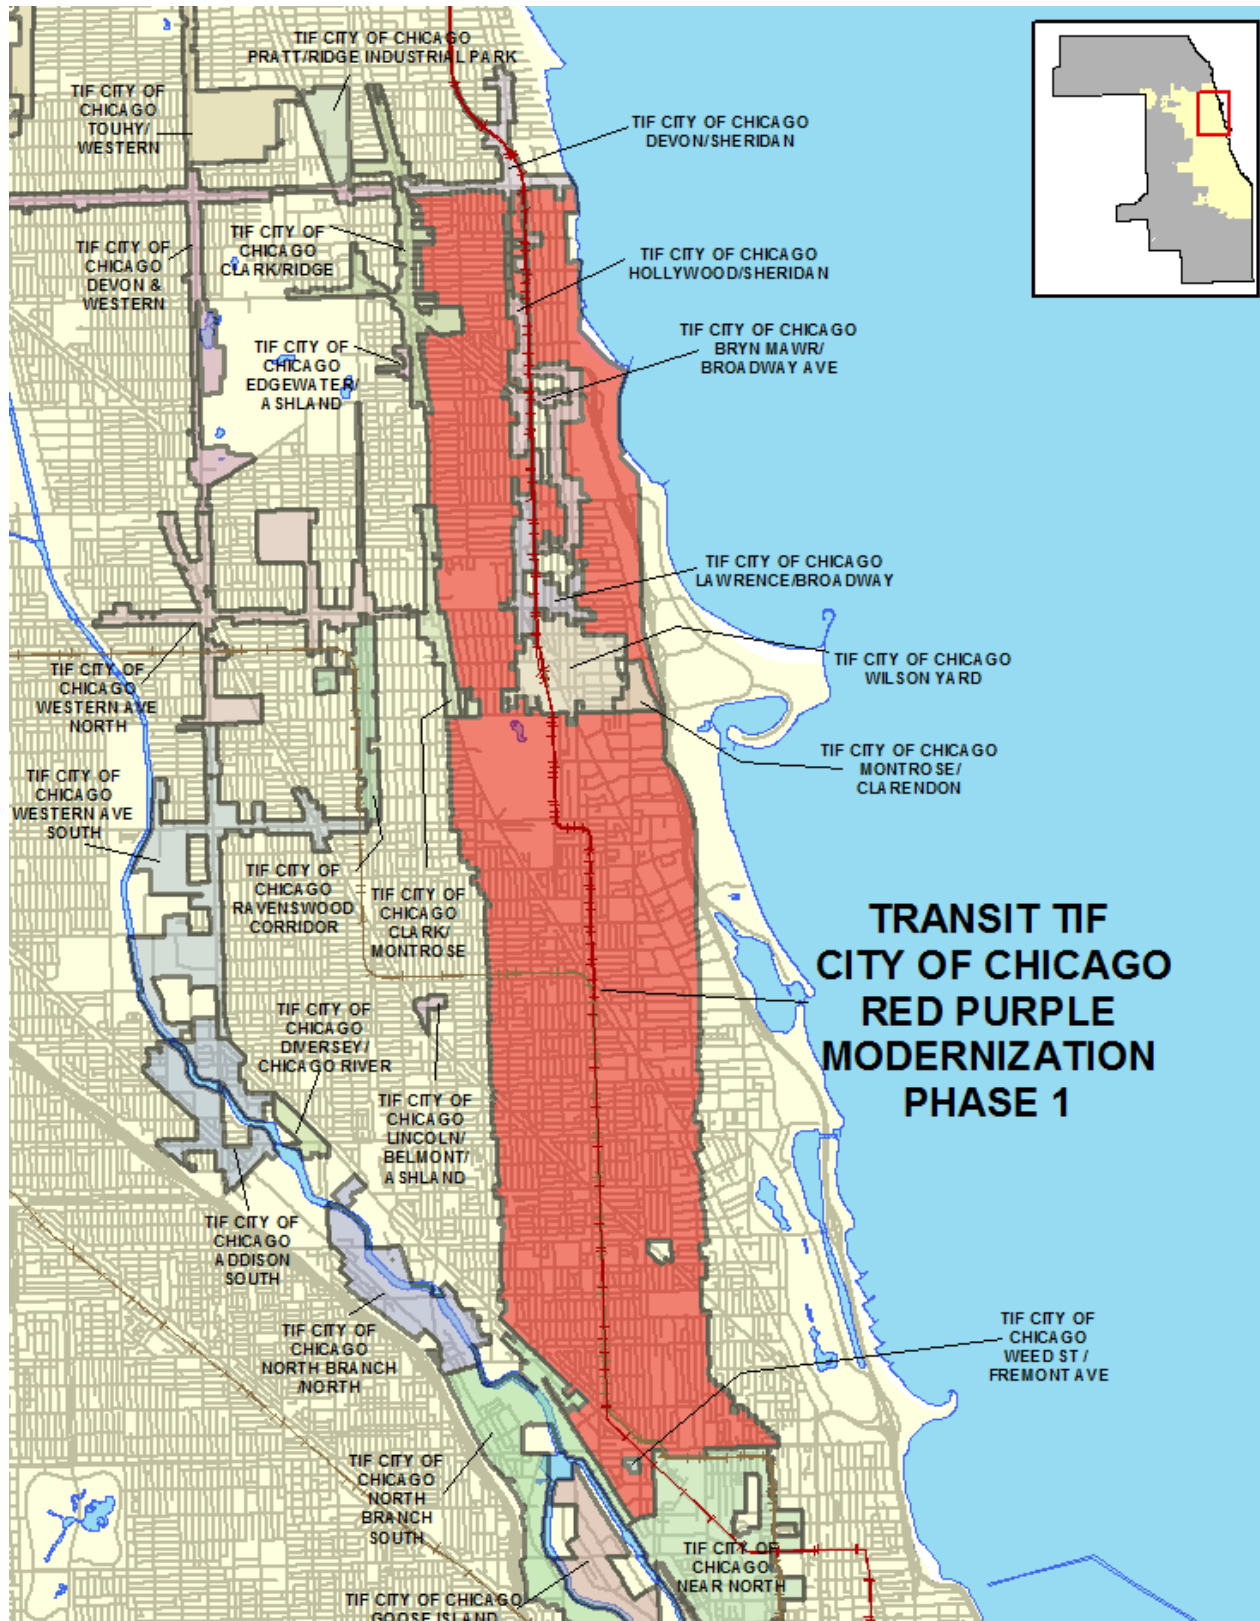 TIF CITY OF CHICAGO
PRATT/RIDGE INDUSTRIAL PARK
TIF CITY OF
CHICAGO
TOUHY/
WESTERN
TIF CITY OF CHICAGO
DEVON/SHERIDAN
TIF CITY OF
CHICAGO
DEVON &
WESTERN
TIF CITY OF
CHICAGO
CLARK/RIDGE
TIF CITY OF CHICAGO
HOLLYWOOD/SHERIDAN
TIF CITY OF CHICAGO
BRYN MAWR/
BROADWAY AVE
TIF CITY OF
CHICAGO
EDGEWATER/
ASHLAND
TIF CITY OF CHICAGO
LAWRENCE/BROADWAY
TIF CITY OF CHICAGO
WILSON YARD
TIF CITY OF
CHICAGO
WESTERN AVE
NORTH
TIF CITY OF CHICAGO
MONTROSE/
CLARENDON
TIF CITY OF
CHICAGO
WESTERN AVE
SOUTH
TIF CITY OF
CHICAGO
RAVENSWOOD
CORRIDOR
TIF CITY OF
CHICAGO
CLARK/
MONTROSE
TRANSIT TIF
CITY OF CHICAGO
RED PURPLE
MODERNIZATION
PHASE 1
TIF CITY OF
CHICAGO
DIVERSEY/
CHICAGO RIVER
TIF CITY OF
CHICAGO
LINCOLN/
BELMONT/
ASHLAND
TIF CITY OF
CHICAGO
ADDISON
SOUTH
TIF CITY OF
CHICAGO
NORTH BRANCH
/NORTH
TIF CITY OF
CHICAGO
WEED ST /
FREMONT AVE
TIF CITY OF
CHICAGO
NORTH
BRANCH
SOUTH
TIF CITY OF
CHICAGO
NEAR NORTH
TIF CITY OF CHICAGO
GOOSE ISLAND